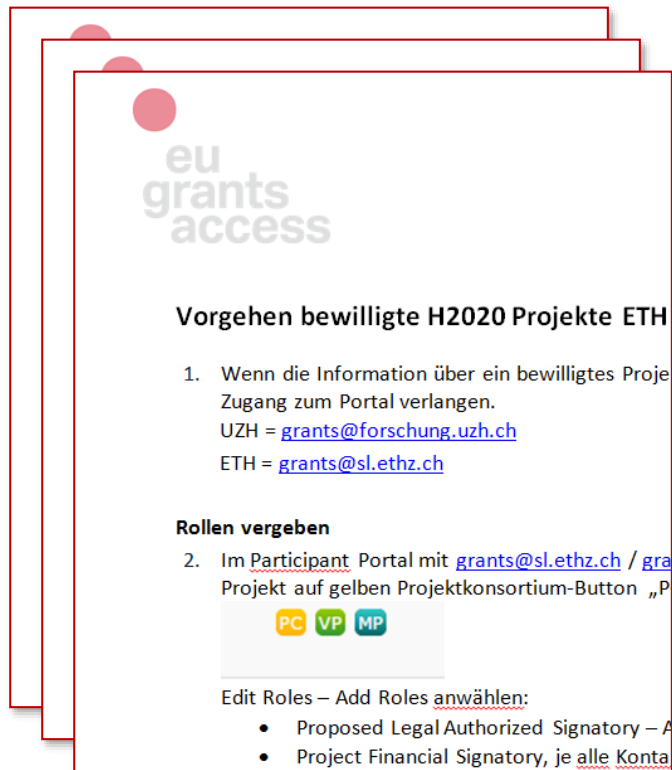 eu
grants
access
Vorgehen bewilligte H2020 Projekte ETH
1. Wenn die Information über ein bewilligtes Proje
Zugang zum Portal verlangen.
UZH = grants@forschung.uzh.ch
ETH = grants@sl.ethz.ch
Rollen vergeben
2. Im Participant Portal mit grants@sl.ethz.ch / gra
Projekt auf gelben Projektkonsortium-Button „P
PC VP MP
Edit Roles – Add Roles anwählen:
• Proposed Legal Authorized Signatory – A
• Project Financial Signatory, je alle Konta